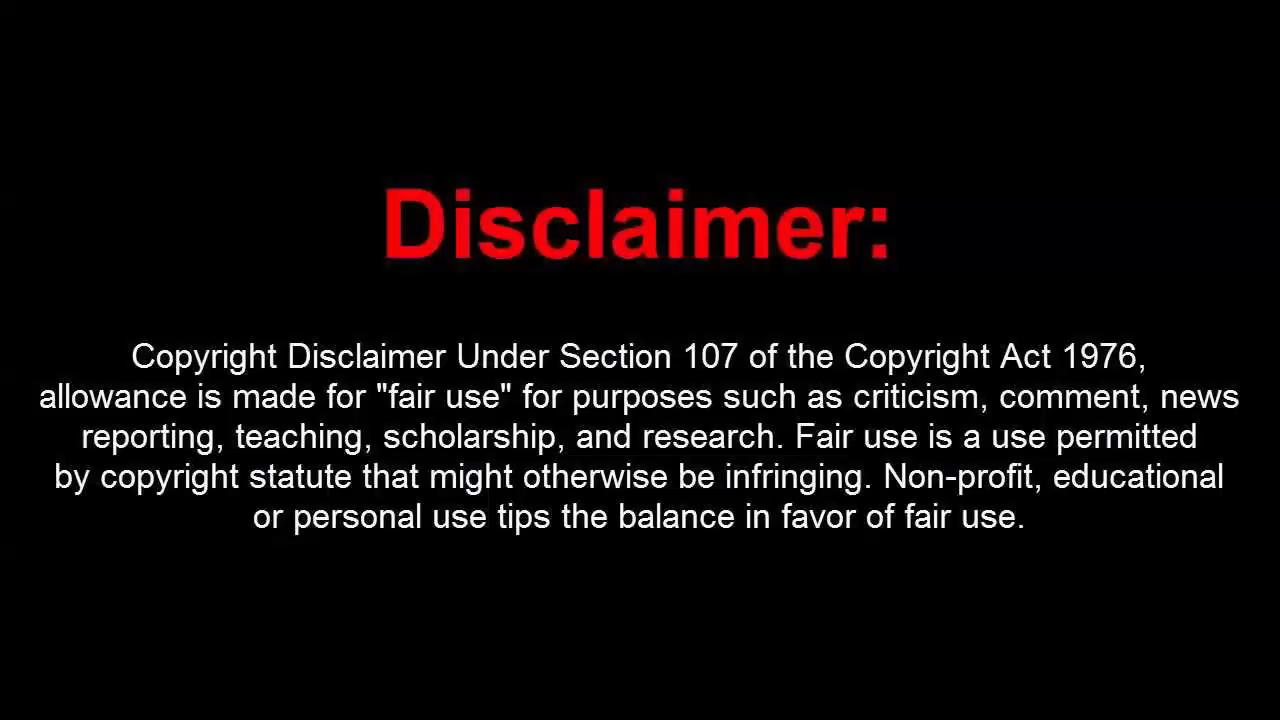 Disclaimer:
Copyright Disclaimer Under Section 107 of the Copyright Act 1976,
allowance is made for "fair use" for purposes such as criticism, comment, news
reporting, teaching, scholarship, and research. Fair use is a use permitted
by copyright statute that might otherwise be infringing. Non-profit, educational
or personal use tips the balance in favor of fair use.